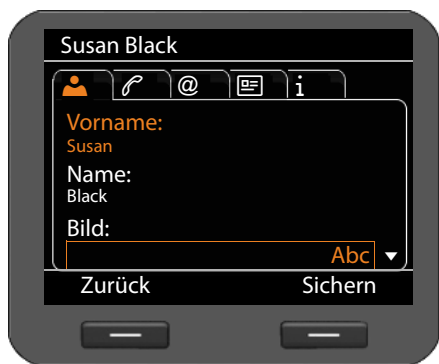 Susan Black
@ i
Vorname:
Susan
Name:
Black
Bild:
Abc
Zurück Sichern